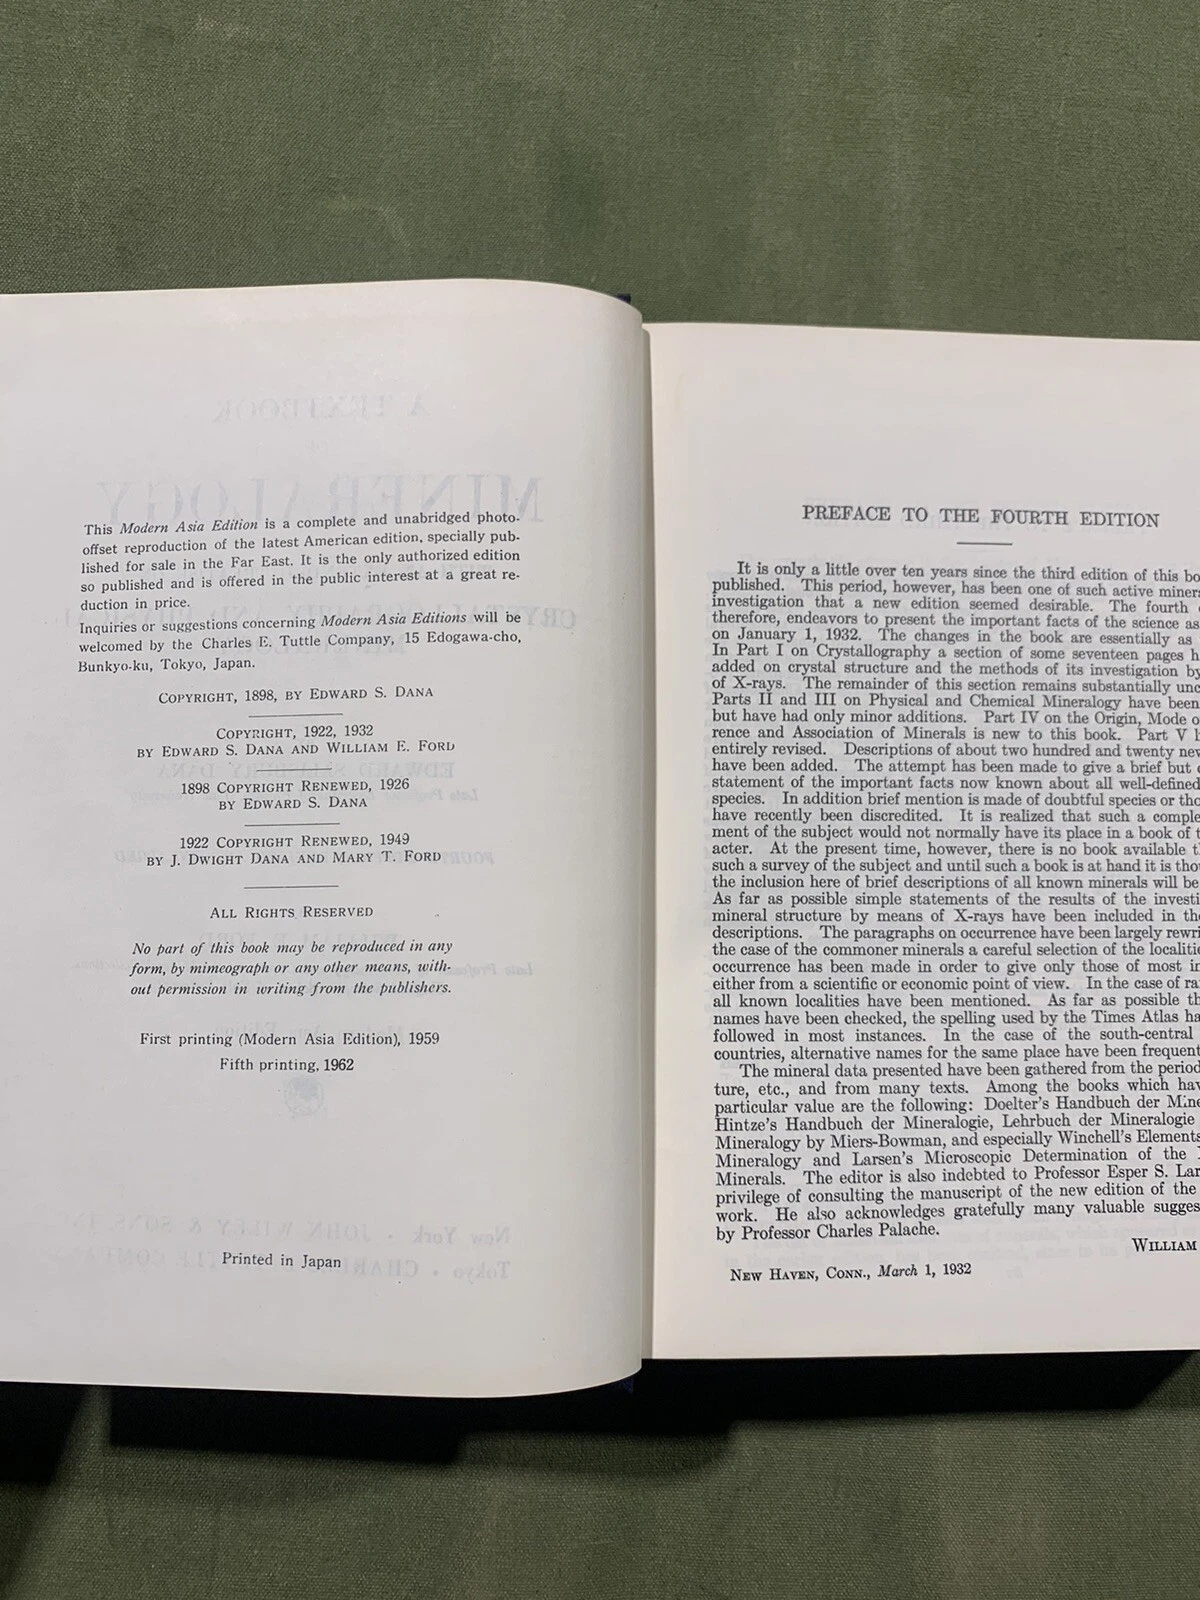 This Modern Asia Edition is a complete and unabridged photo-
offset reproduction of the latest American edition, specially pub-
lished for sale in the Far East. It is the only authorized edition
so published and is offered in the public interest at a great re-
duction in price.
Inquiries or suggestions concerning Modern Asia Editions will be
welcomed by the Charles E. Tuttle Company, 15 Edogawa-cho,
Bunkyo-ku, Tokyo, Japan.
COPYRIGHT, 1898, BY EDWARD S. DANA
COPYRIGHT, 1922, 1932
BY EDWARD S. DANA AND WILLIAM E. FORD
1898 COPYRIGHT RENEWED, 1926
BY EDWARD S. DANA
1922 COPYRIGHT RENEWED, 1949
BY J. DWIGHT DANA AND MARY T. FORD
ALL RIGHTS RESERVED
No part of this book may be reproduced in any
form, by mimeograph or any other means, with-
out permission in writing from the publishers.
First printing (Modern Asia Edition), 1959
Fifth printing, 1962
Printed in Japan
PREFACE TO THE FOURTH EDITION
It is only a little over ten years since the third edition of this
published. This period, however, has been one of such active
investigation that a new edition seemed desirable. The fourth
therefore, endeavors to present the important facts of the science as
on January 1, 1932. The changes in the book are essentially as
In Part I on Crystallography a section of some seventeen pages
added on crystal structure and the methods of its investigation by
of X-rays. The remainder of this section remains substantially
Parts II and III on Physical and Chemical Mineralogy have been
but have had only minor additions. Part IV on the Origin, Mode
rence and Association of Minerals is new to this book. Part V
entirely revised. Descriptions of about two hundred and twenty
have been added. The attempt has been made to give a brief but
statement of the important facts now known about all well-defined
species. In addition brief mention is made of doubtful species or
have recently been discredited. It is realized that such a
ment of the subject would not normally have its place in a book of
acter. At the present time, however, there is no book available
such a survey of the subject and until such a book is at hand it is
the inclusion here of brief descriptions of all known minerals will be
As far as possible simple statements of the results of the
mineral structure by means of X-rays have been included in the
descriptions. The paragraphs on occurrence have been largely
the case of the commoner minerals a careful selection of the
occurrence has been made in order to give only those of most
either from a scientific or economic point of view. In the case of
all known localities have been mentioned. As far as possible
names have been checked, the spelling used by the Times Atlas
followed in most instances. In the case of the south-central
countries, alternative names for the same place have been
The mineral data presented have been gathered from the
ture, etc., and from many texts. Among the books which
particular value are the following: Doelter's Handbuch der
Hintze's Handbuch der Mineralogie, Lehrbuch der Mineralogie
Mineralogy by Miers-Bowman, and especially Winchell's Elements
Mineralogy and Larsen's Microscopic Determination of the
Minerals. The editor is also indebted to Professor Esper S.
privilege of consulting the manuscript of the new edition of the
work. He also acknowledges gratefully many valuable
by Professor Charles Palache.
WILLIAM
NEW HAVEN, CONN., March 1, 1932